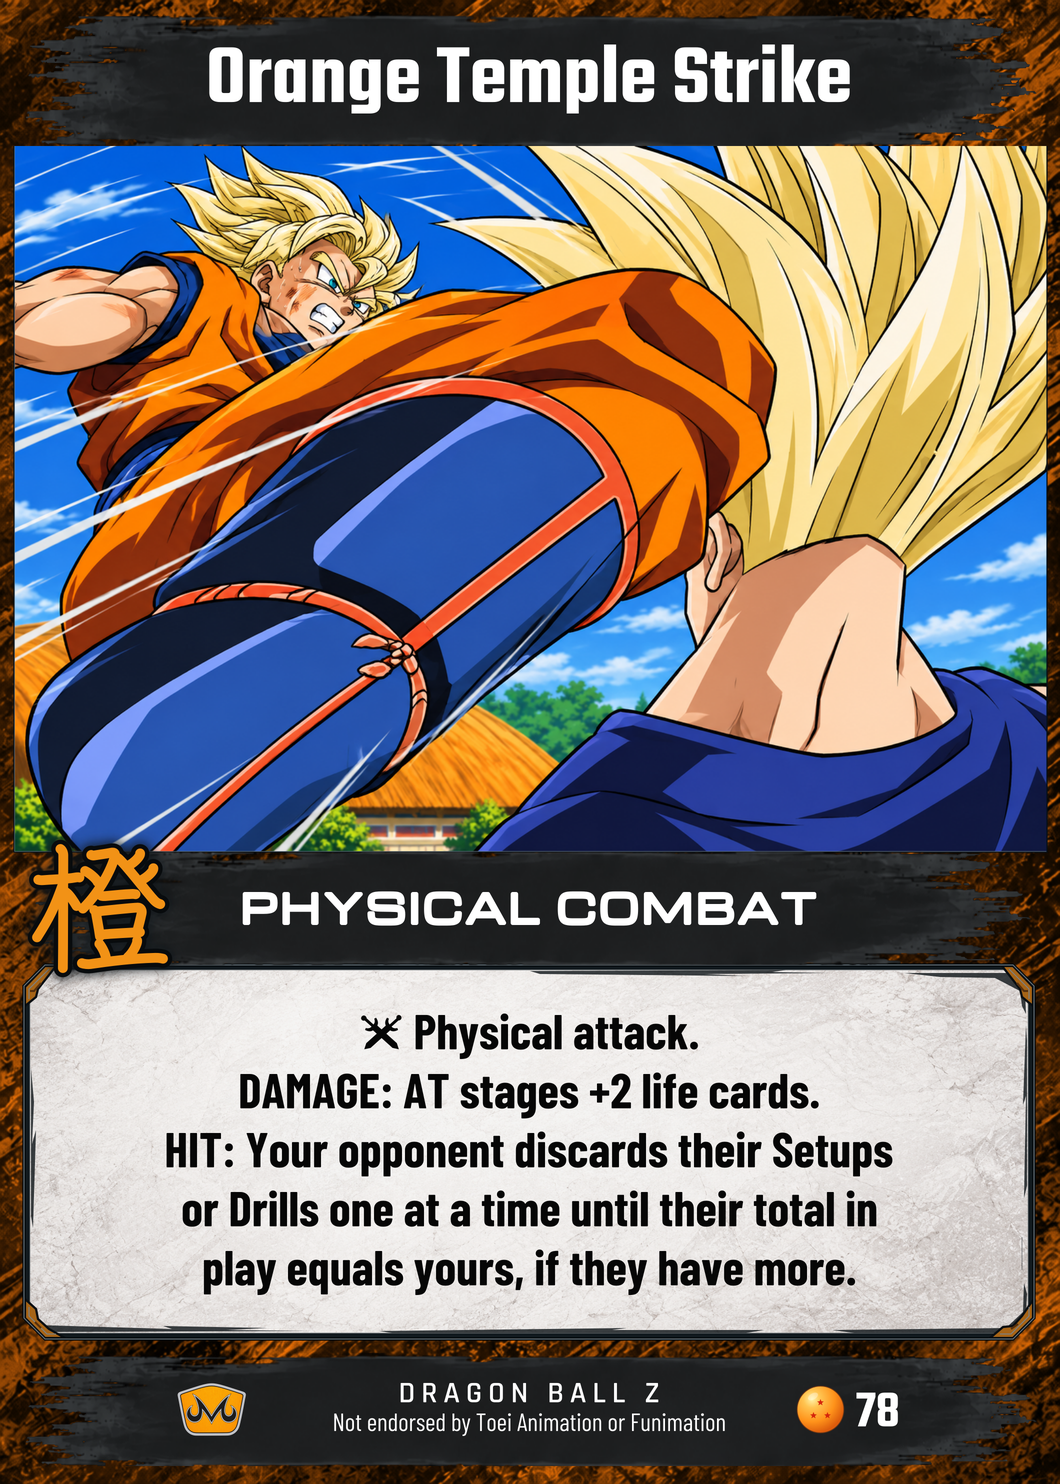 Orange Temple Strike
橙
PHYSICAL COMBAT
Physical attack.
DAMAGE: AT stages +2 life cards.
HIT: Your opponent discards their Setups
or Drills one at a time until their total in
play equals yours, if they have more.
DRAGON BALL Z
Not endorsed by Toei Animation or Funimation
78